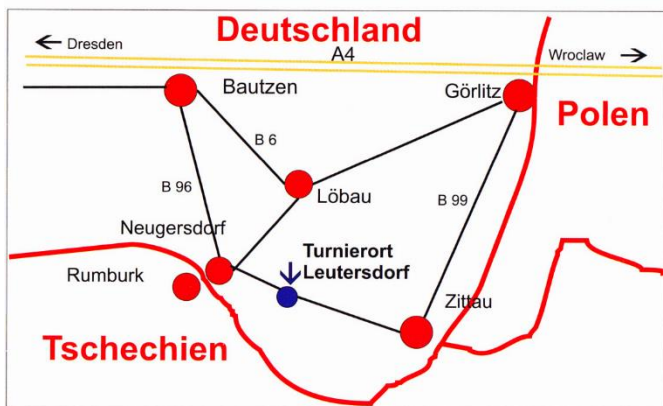 Deutschland
← Dresden
A4
Wroclaw →
Bautzen
Görlitz
Polen
B 6
B 96
Löbau
B 99
Neugersdorf
Turnierort
Leutersdorf
Rumburk
Zittau
Tschechien